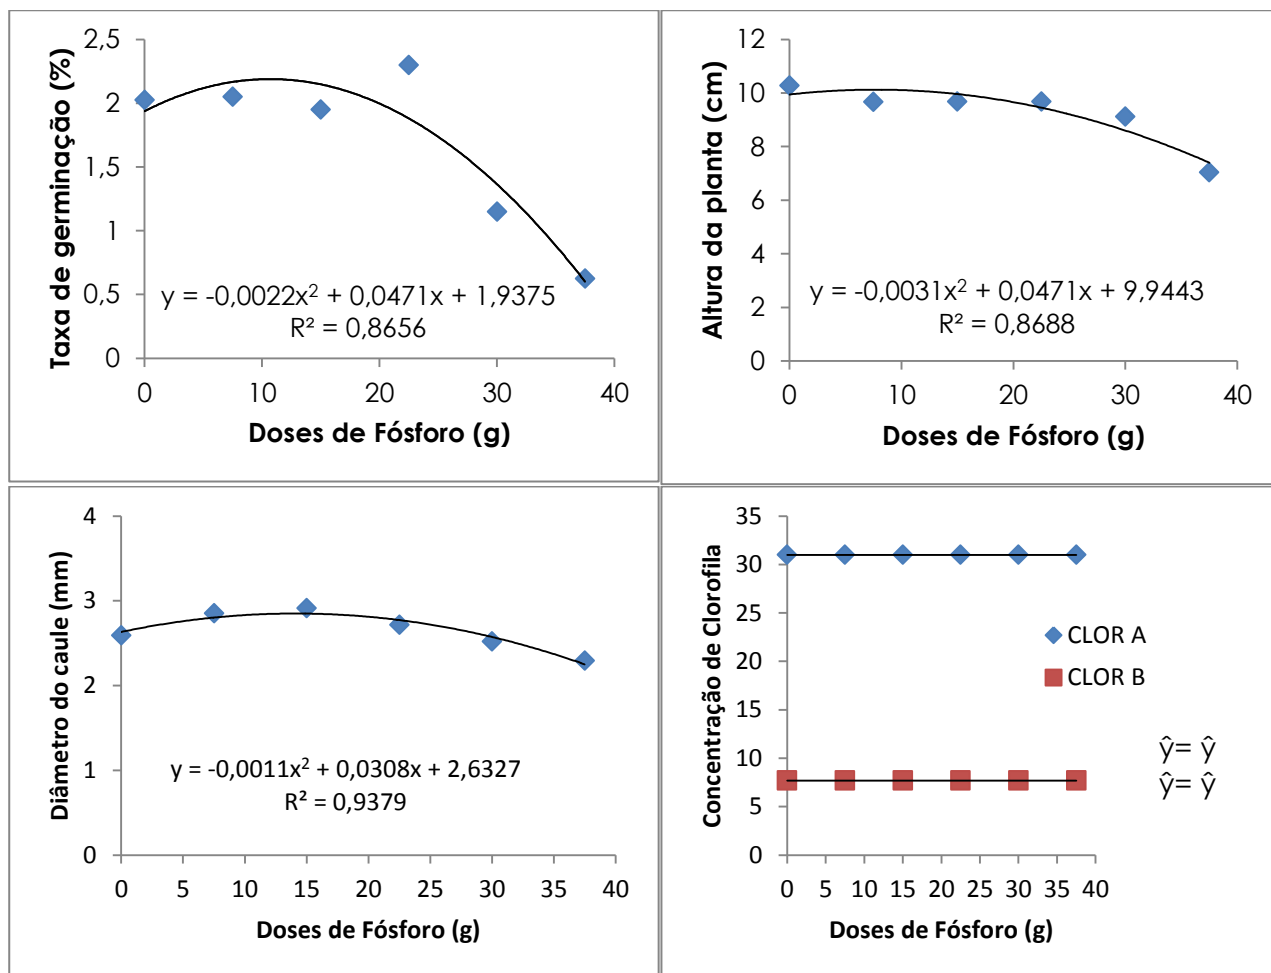 Taxa de germinação (%)
2,5
2
1,5
1
0,5
0
y = -0,0022x² + 0,0471x + 1,9375
R² = 0,8656
0 10 20 30 40
Doses de Fósforo (g)
Altura da planta (cm)
12
10
8
6
4
2
0
y = -0,0031x² + 0,0471x + 9,9443
R² = 0,8688
0 10 20 30 40
Doses de Fósforo (g)
Diâmetro do caule (mm)
4
3
2
1
0
y = -0,0011x² + 0,0308x + 2,6327
R² = 0,9379
0 5 10 15 20 25 30 35 40
Doses de Fósforo (g)
Concentração de Clorofila
35
30
25
20
15
10
5
0
CLOR A
CLOR B
ŷ= ŷ
ŷ= ŷ
0 5 10 15 20 25 30 35 40
Doses de Fósforo (g)